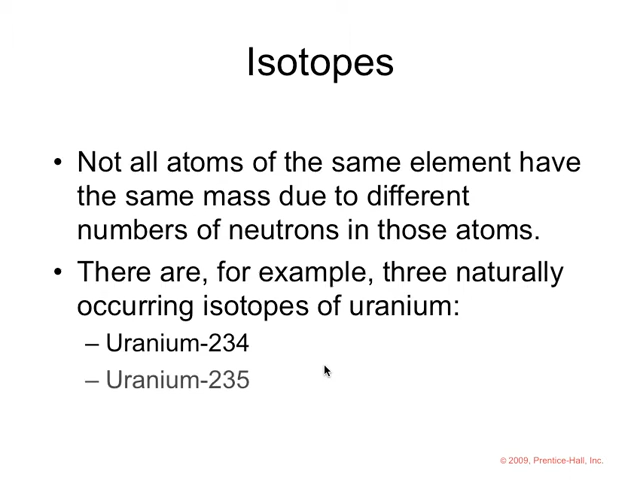 Isotopes
• Not all atoms of the same element have
the same mass due to different
numbers of neutrons in those atoms.
• There are, for example, three naturally
occurring isotopes of uranium:
– Uranium-234
– Uranium-235
© 2009, Prentice-Hall, Inc.